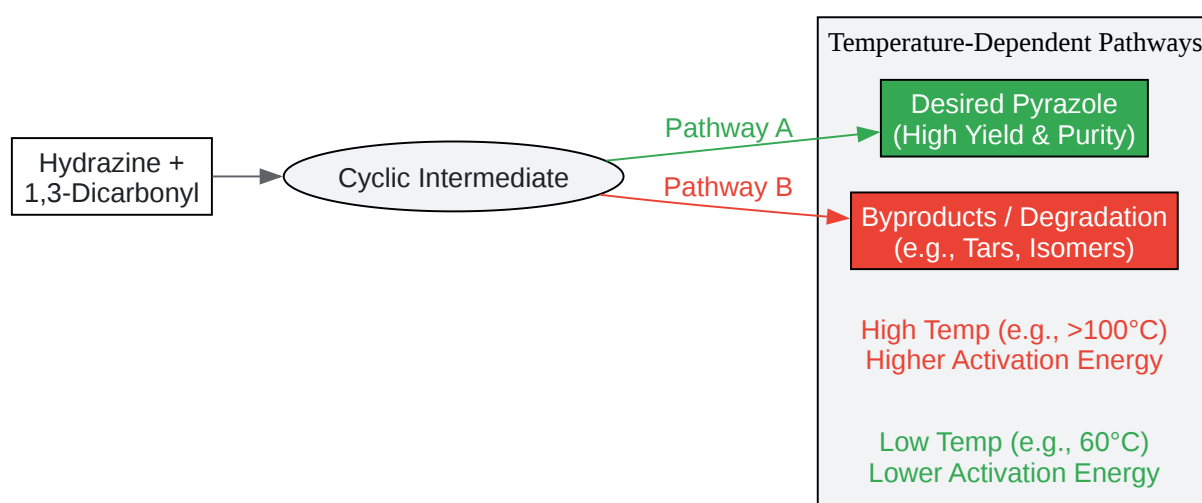 Temperature-Dependent Pathways
Hydrazine +
1,3-Dicarbonyl
Cyclic Intermediate
Pathway A
Pathway B
Desired Pyrazole
(High Yield & Purity)
Byproducts / Degradation
(e.g., Tars, Isomers)
High Temp (e.g., >100°C)
Higher Activation Energy
Low Temp (e.g., 60°C)
Lower Activation Energy